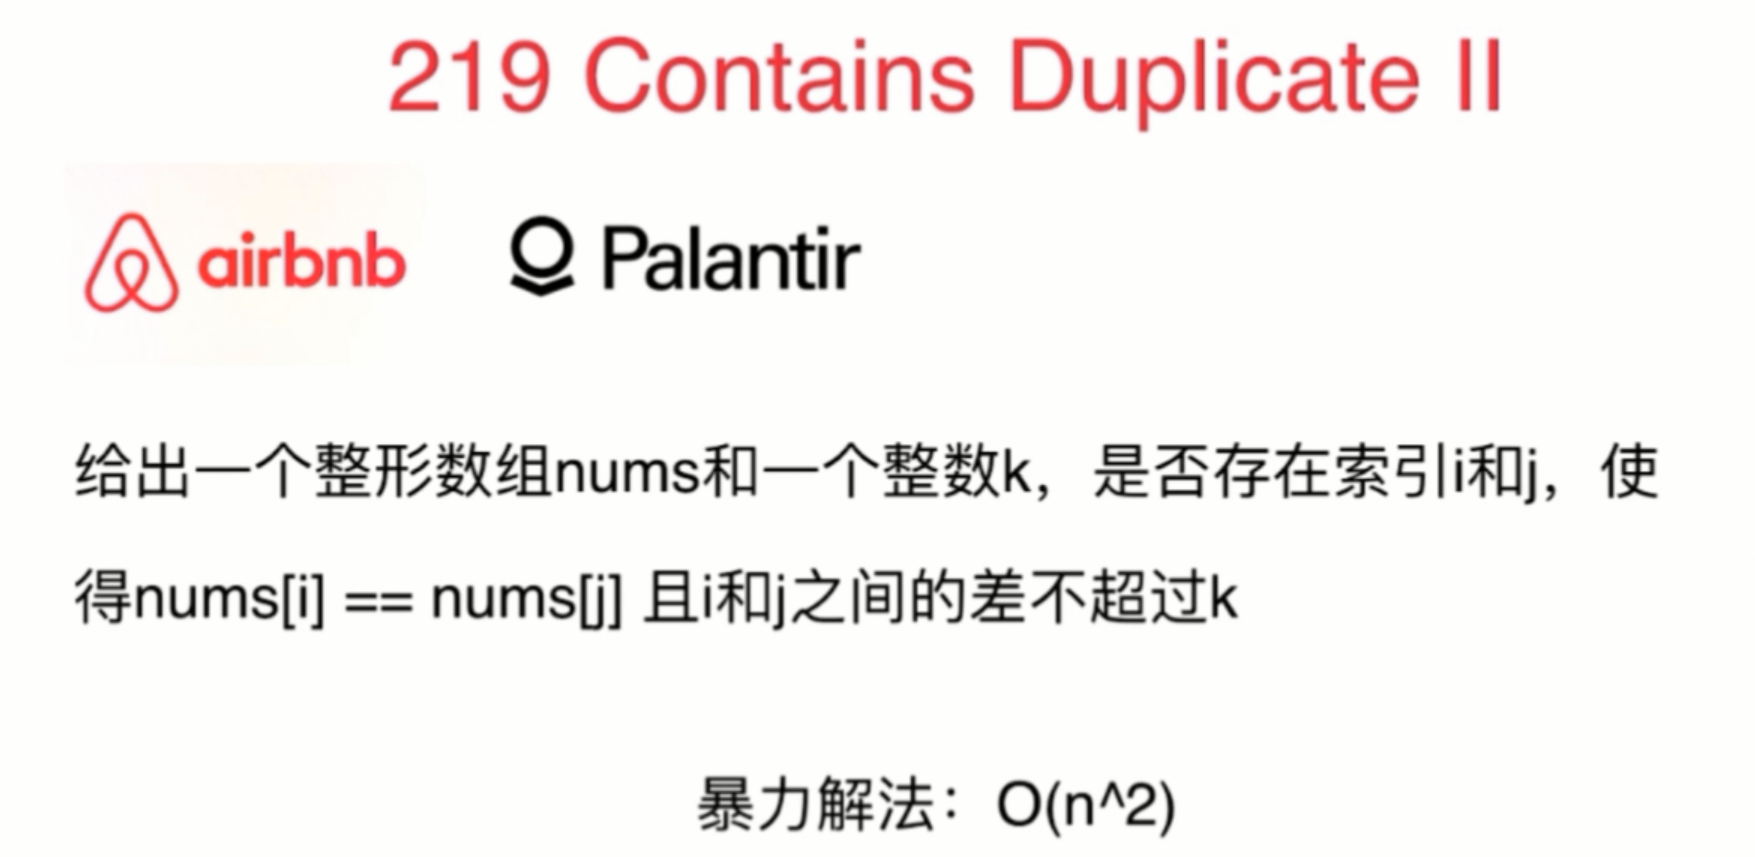 219 Contains Duplicate II
airbnb Palantir
给出一个整形数组nums和一个整数k，是否存在索引i和j，使
得nums[i] == nums[j] 且i和j之间的差不超过k
暴力解法：O(n^2)